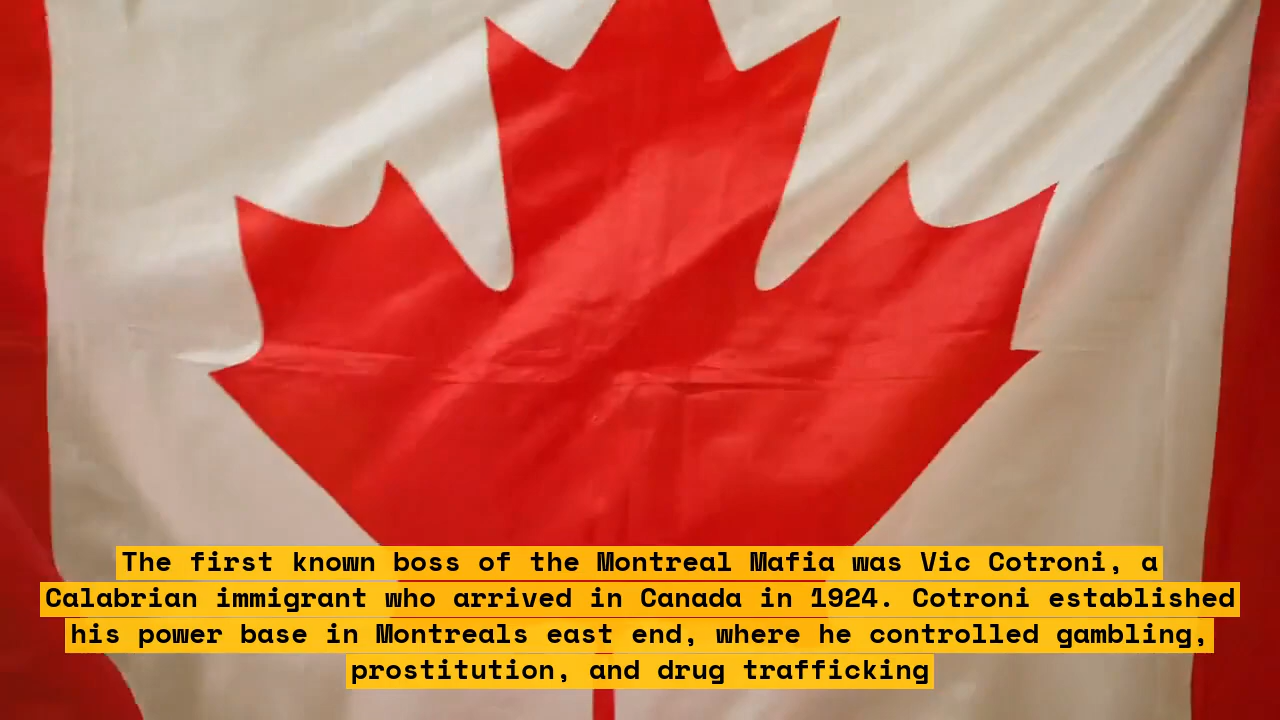 The first known boss of the Montreal Mafia was Vic Cotroni, a
Calabrian immigrant who arrived in Canada in 1924. Cotroni established
his power base in Montreals east end, where he controlled gambling,
prostitution, and drug trafficking